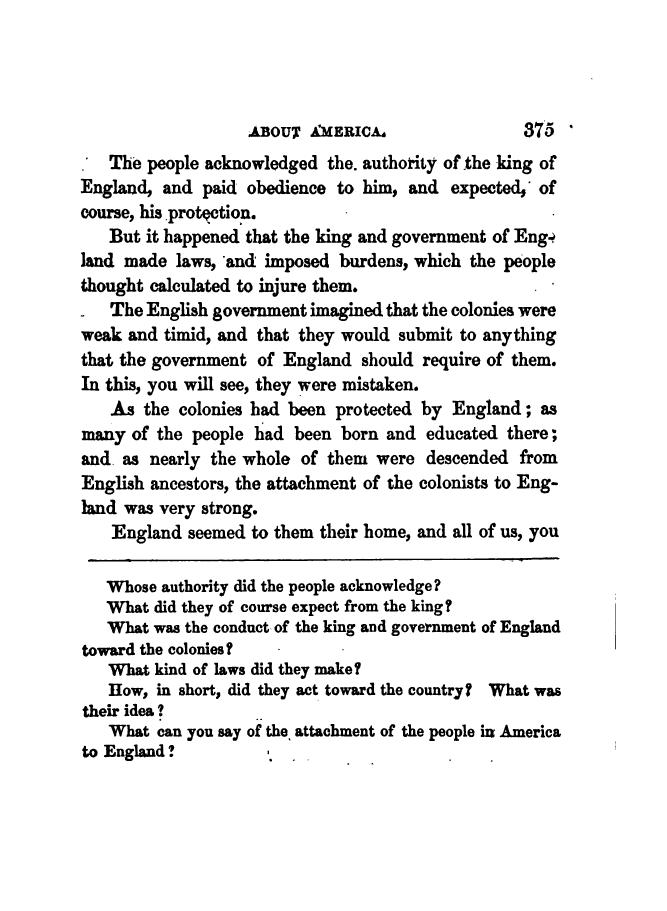 ABOUT AMERICA. 375
The people acknowledged the authority of the king of
England, and paid obedience to him, and expected, of
course, his protection.
But it happened that the king and government of Eng-
land made laws, and imposed burdens, which the people
thought calculated to injure them.
The English government imagined that the colonies were
weak and timid, and that they would submit to anything
that the government of England should require of them.
In this, you will see, they were mistaken.
As the colonies had been protected by England; as
many of the people had been born and educated there;
and as nearly the whole of them were descended from
English ancestors, the attachment of the colonists to Eng-
land was very strong.
England seemed to them their home, and all of us, you
Whose authority did the people acknowledge?
What did they of course expect from the king?
What was the conduct of the king and government of England
toward the colonies?
What kind of laws did they make?
How, in short, did they act toward the country? What was
their idea?
What can you say of the attachment of the people in America
to England?